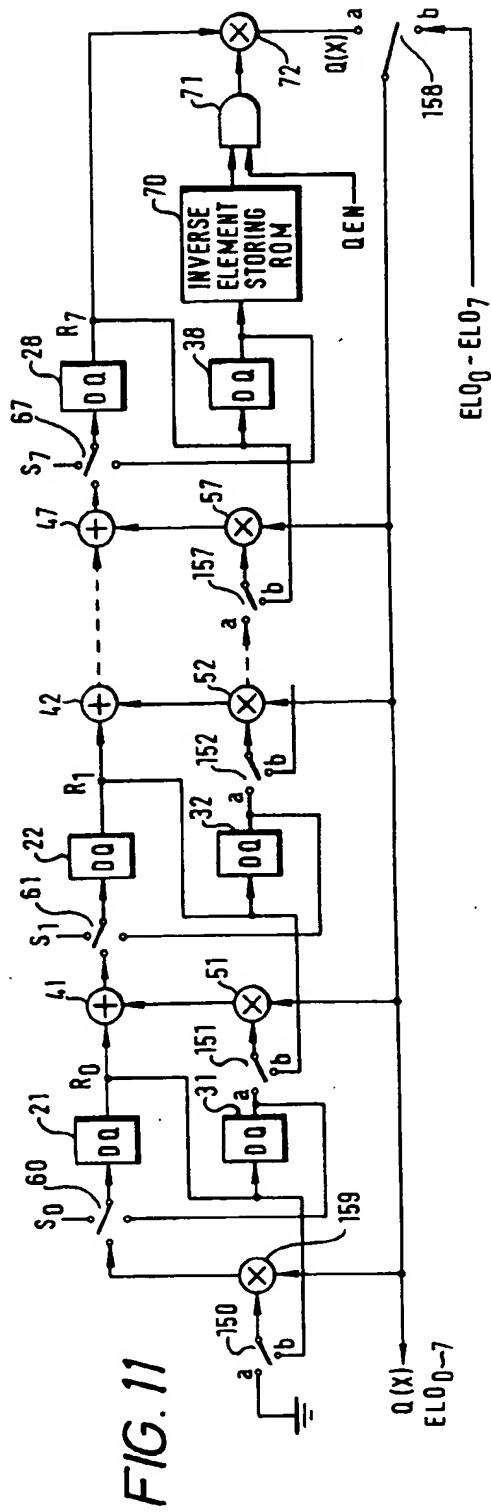 FIG. 11
S0
60
21
DQ
R0
41
61
S1
22
DQ
R1
42
47
67
S7
28
DQ
R7
159
150
a
b
31
DQ
a
151
b
51
32
DQ
a
152
b
52
a
157
b
57
38
DQ
70
INVERSE
ELEMENT
STORING
ROM
71
QEN
72
Q(X)
a
b
158
Q(X)
ELO0~7
ELO0-ELO7